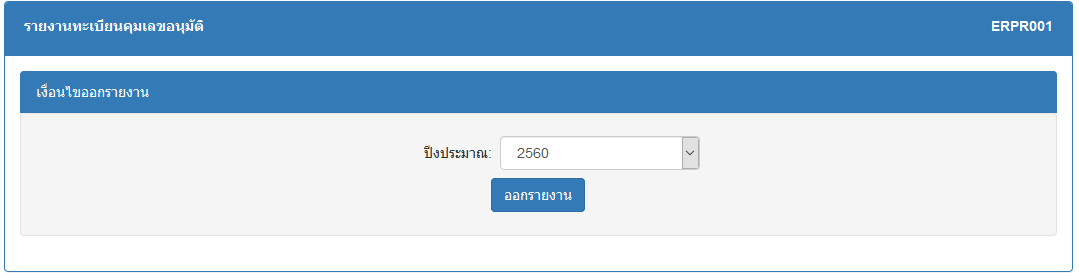 รายงานทะเบียนคุมเลขอนุมัติ ERPR001
เงื่อนไขออกรายงาน
ปีงประมาณ: 2560
ออกรายงาน